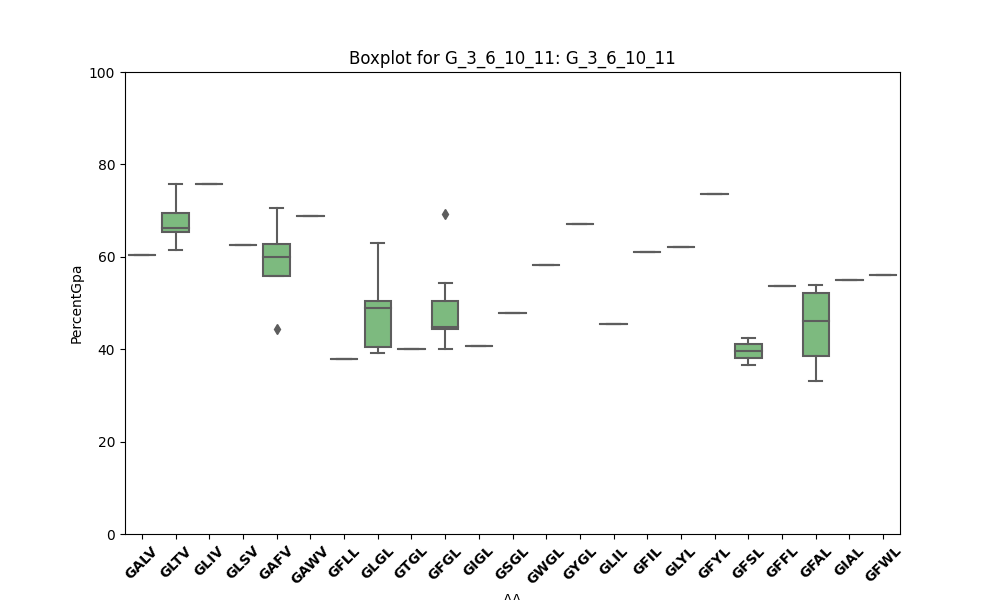 Boxplot for G_3_6_10_11: G_3_6_10_11
100
80
60
40
20
0
PercentGpa
GALV
GLTV
GLIV
GLSV
GAFV
GAWV
GFLL
GLGL
GTGL
GFGL
GIGL
GSGL
GWGL
GYGL
GLIL
GFIL
GLYL
GFYL
GFSL
GFFL
GFAL
GIAL
GFWL
AA